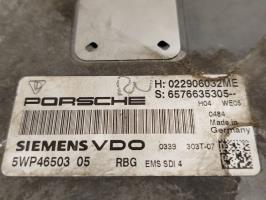 H: 022906032ME
PORSCHE
S: 6576635305--
H04 WE05
0484
Made in
Germany
SIEMENS VDO 0339 303T-07
5WP46503 05 RBG EMS SDI 4